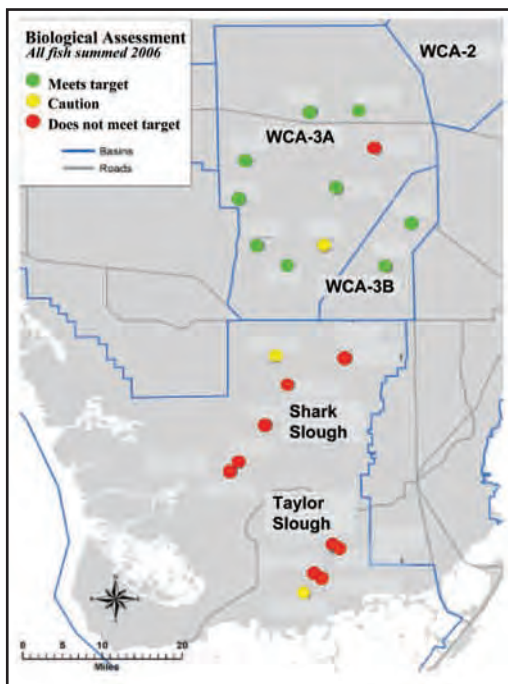 Biological Assessment
All fish summed 2006
Meets target
Caution
Does not meet target
Basins
Roads
WCA-2
WCA-3A
WCA-3B
Shark
Slough
Taylor
Slough
0 5 10 20
Miles